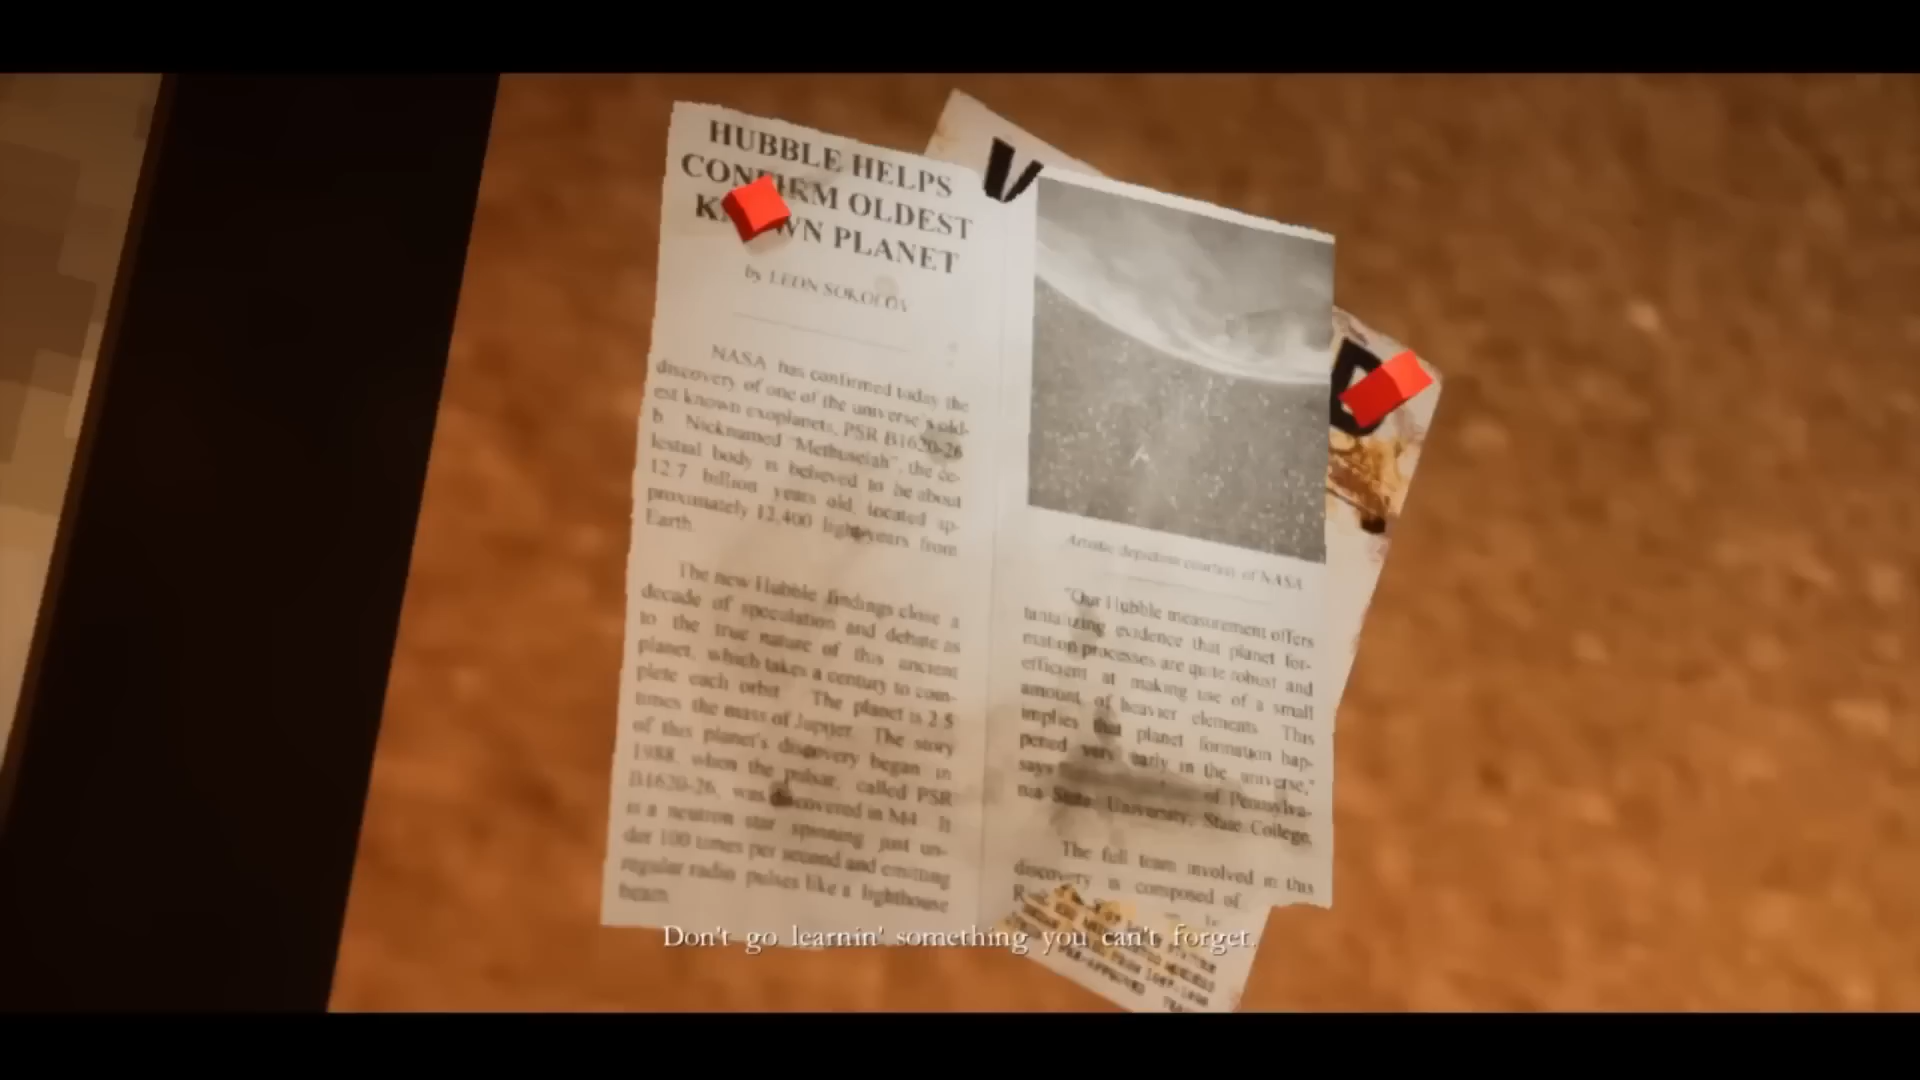 HUBBLE HELPS
CONFIRM OLDEST
KNOWN PLANET
by LEON SOKOLOV
NASA has confirmed today the
discovery of one of the universe's old-
est known exoplanets, PSR B1620-26
b. Nicknamed "Methuselah", the ce-
lestial body is believed to be about
12.7 billion years old, located ap-
proximately 12,400 light-years from
Earth.
The new Hubble findings close a
decade of speculation and debate as
to the true nature of this ancient
planet, which takes a century to com-
plete each orbit. The planet is 2.5
times the mass of Jupiter. The story
of this planet's discovery began in
1988, when the pulsar, called PSR
B1620-26, was discovered in M4. It
is a neutron star spinning just un-
der 100 times per second and emitting
regular radio pulses like a lighthouse
beam.
V
D
Artistic depiction courtesy of NASA
"Our Hubble measurement offers
tantalizing evidence that planet for-
mation processes are quite robust and
efficient at making use of a small
amount of heavier elements. This
implies that planet formation hap-
pened very early in the universe,"
says of Pennsylva-
nia State University, State College.
The full team involved in this
discovery is composed of
Don't go learnin' something you can't forget.